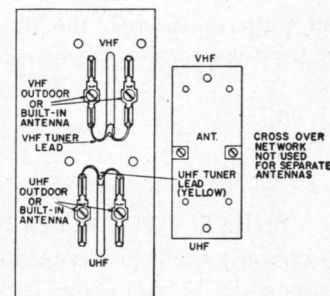 VHF
VHF
OUTDOOR
OR
BUILT-IN
ANTENNA
VHF TUNER
LEAD
UHF
OUTDOOR
OR
BUILT-IN
ANTENNA
UHF TUNER
LEAD
(YELLOW)
UHF
VHF
ANT.
UHF
CROSS OVER
NETWORK
NOT USED
FOR SEPARATE
ANTENNAS